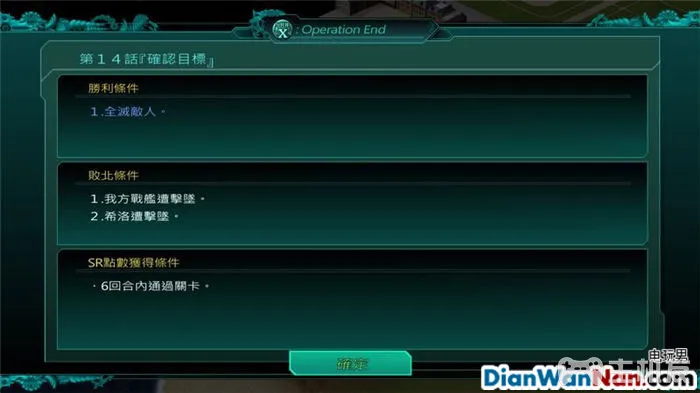 X : Operation End
第14話『確認目標』
勝利條件
1.全滅敵人。
敗北條件
1.我方戰艦遭擊墜。
2.希洛遭擊墜。
SR點數獲得條件
・6回合內通過關卡。
確定
电玩男
DianWanNan.com